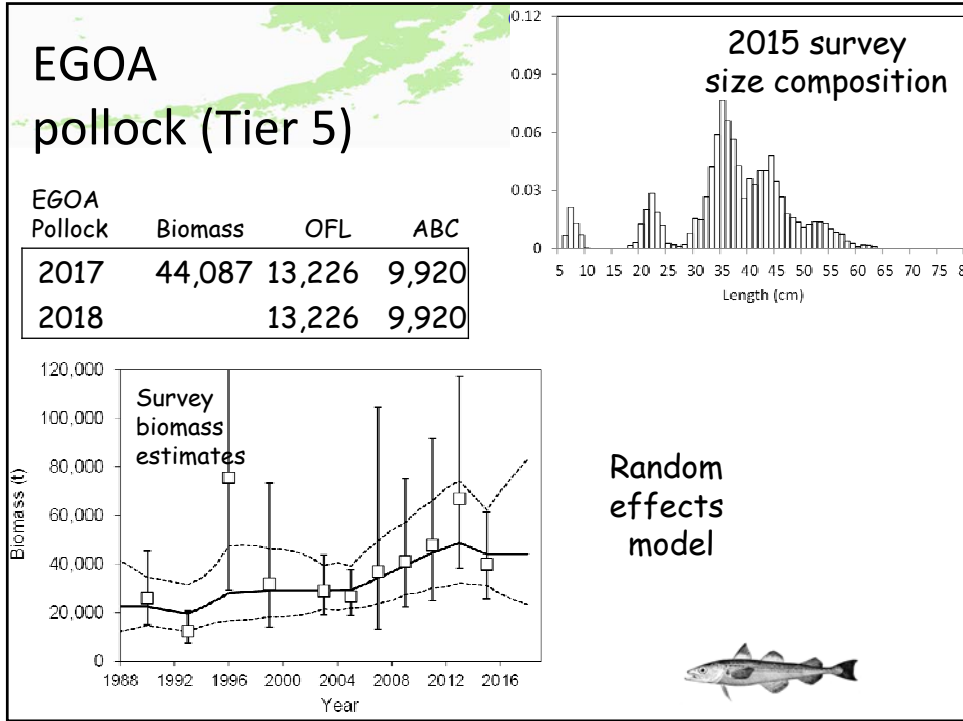 EGOA
pollock (Tier 5)
EGOA
Pollock Biomass OFL ABC
2017 44,087 13,226 9,920
2018 13,226 9,920
0.12
2015 survey
size composition
0.06
0.03
0
5 10 15 20 25 30 35 40 45 50 55 60 65 70 75
Length (cm)
120,000
100,000
80,000
60,000
40,000
20,000
0
Survey
biomass
estimates
Biomass (t)
1988 1992 1996 2000 2004 2008 2012 2016
Year
Random
effects
model